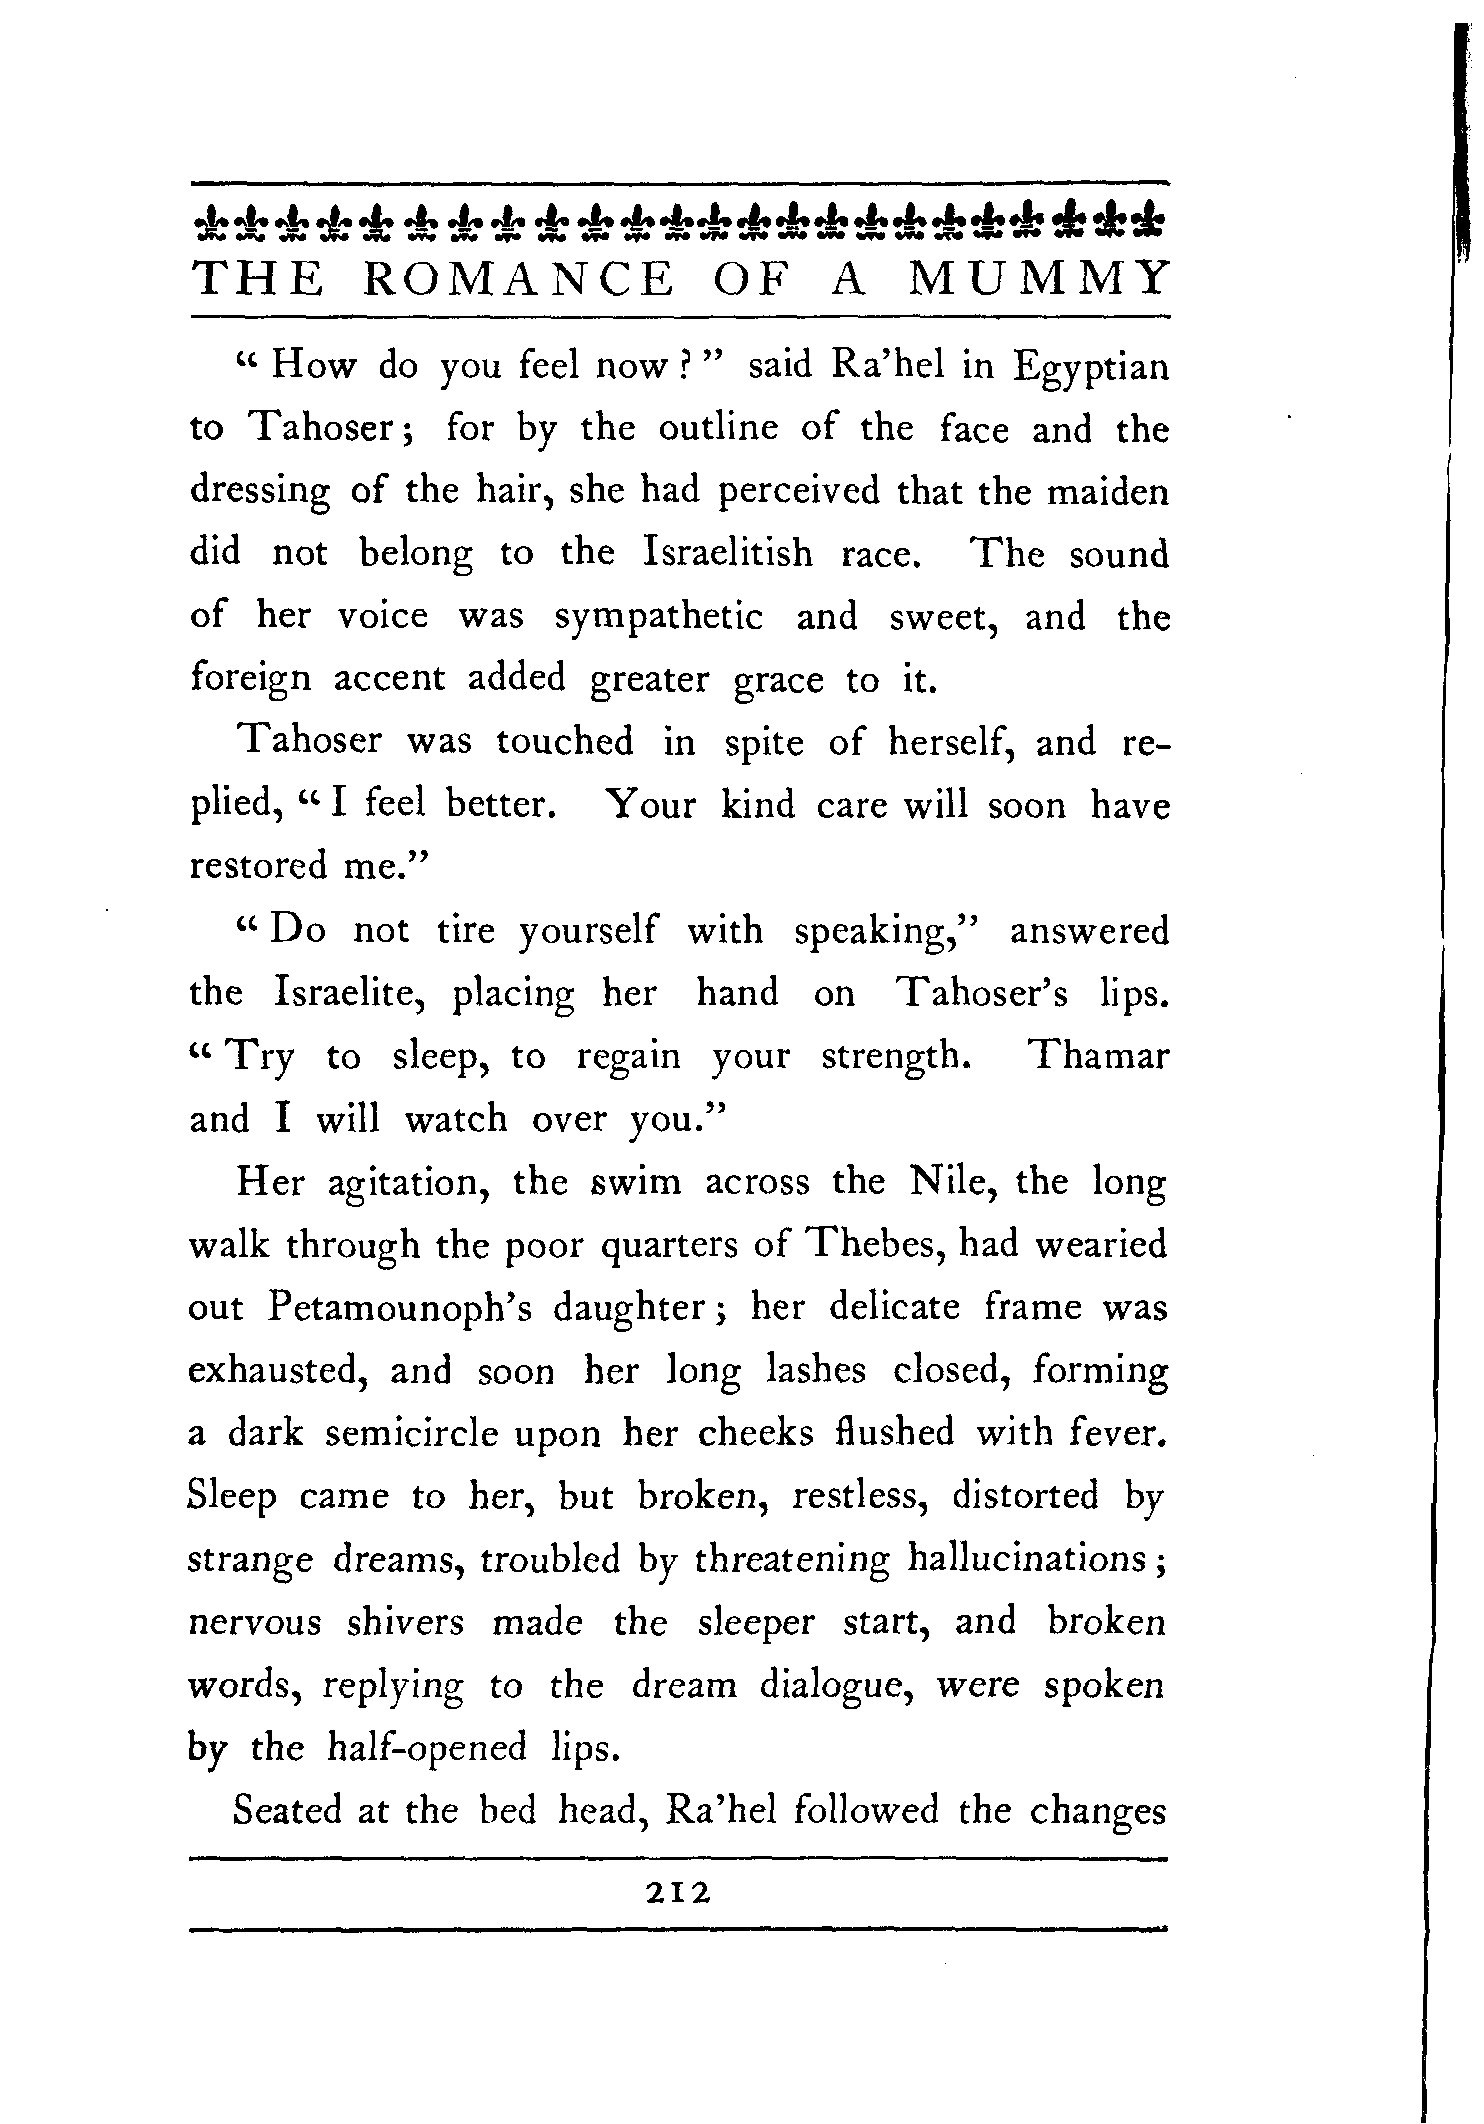 THE ROMANCE OF A MUMMY
“ How do you feel now ? ” said Ra’hel in Egyptian
to Tahoser ; for by the outline of the face and the
dressing of the hair, she had perceived that the maiden
did not belong to the Israelitish race. The sound
of her voice was sympathetic and sweet, and the
foreign accent added greater grace to it.
Tahoser was touched in spite of herself, and re-
plied, “ I feel better. Your kind care will soon have
restored me.”
“ Do not tire yourself with speaking,” answered
the Israelite, placing her hand on Tahoser’s lips.
“ Try to sleep, to regain your strength. Thamar
and I will watch over you.”
Her agitation, the swim across the Nile, the long
walk through the poor quarters of Thebes, had wearied
out Petamounoph’s daughter ; her delicate frame was
exhausted, and soon her long lashes closed, forming
a dark semicircle upon her cheeks flushed with fever.
Sleep came to her, but broken, restless, distorted by
strange dreams, troubled by threatening hallucinations ;
nervous shivers made the sleeper start, and broken
words, replying to the dream dialogue, were spoken
by the half-opened lips.
Seated at the bed head, Ra’hel followed the changes
212